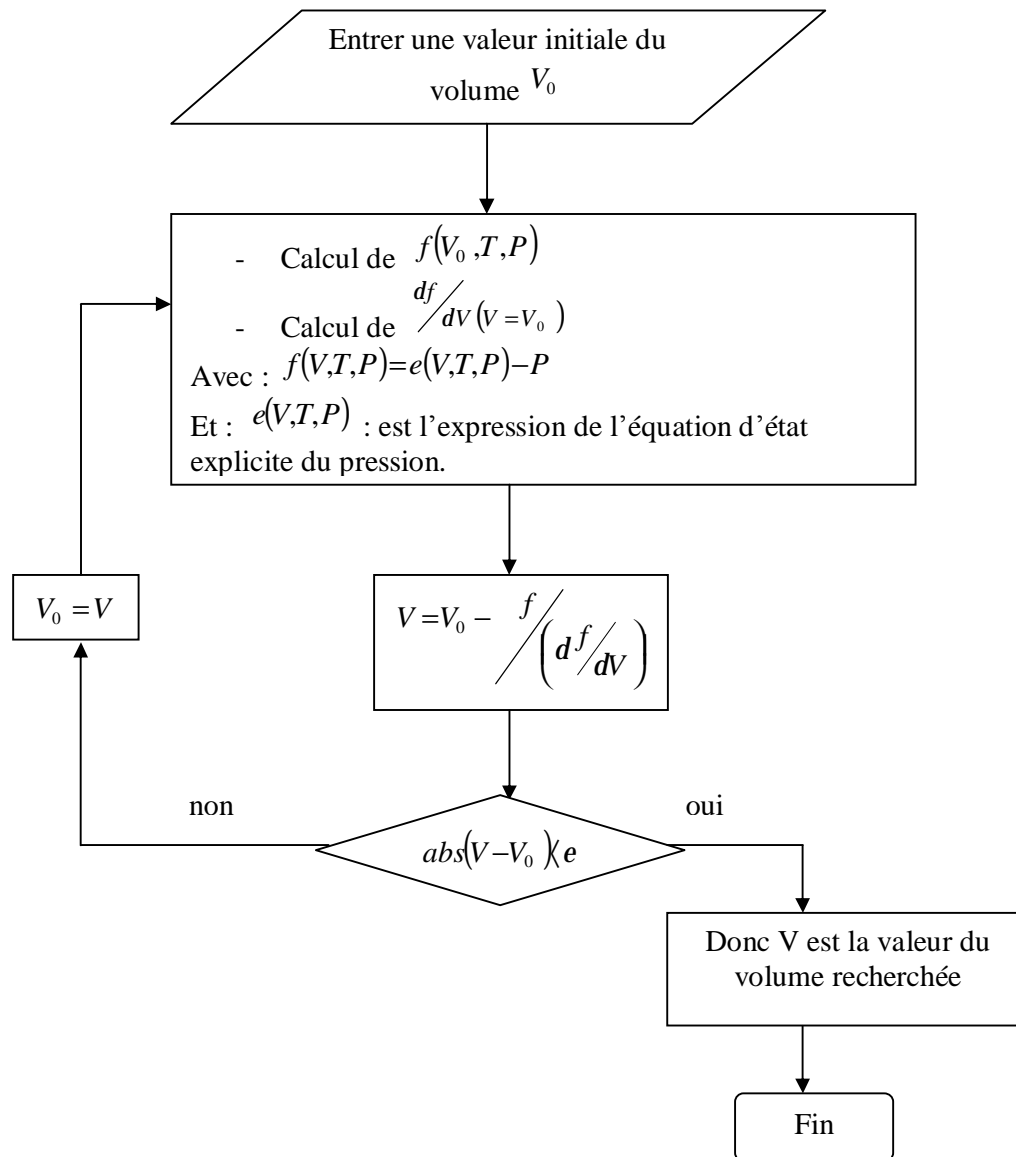 Entrer une valeur initiale du
volume V₀
- Calcul de f(V₀,T,P)
- Calcul de df/dV(V=V₀)
Avec : f(V,T,P)=e(V,T,P)−P
Et : e(V,T,P) : est l’expression de l’équation d’état
explicite du pression.
V₀=V
V=V₀− f/(df/dV)
non
oui
abs(V−V₀)⟨e
Donc V est la valeur du
volume recherchée
Fin